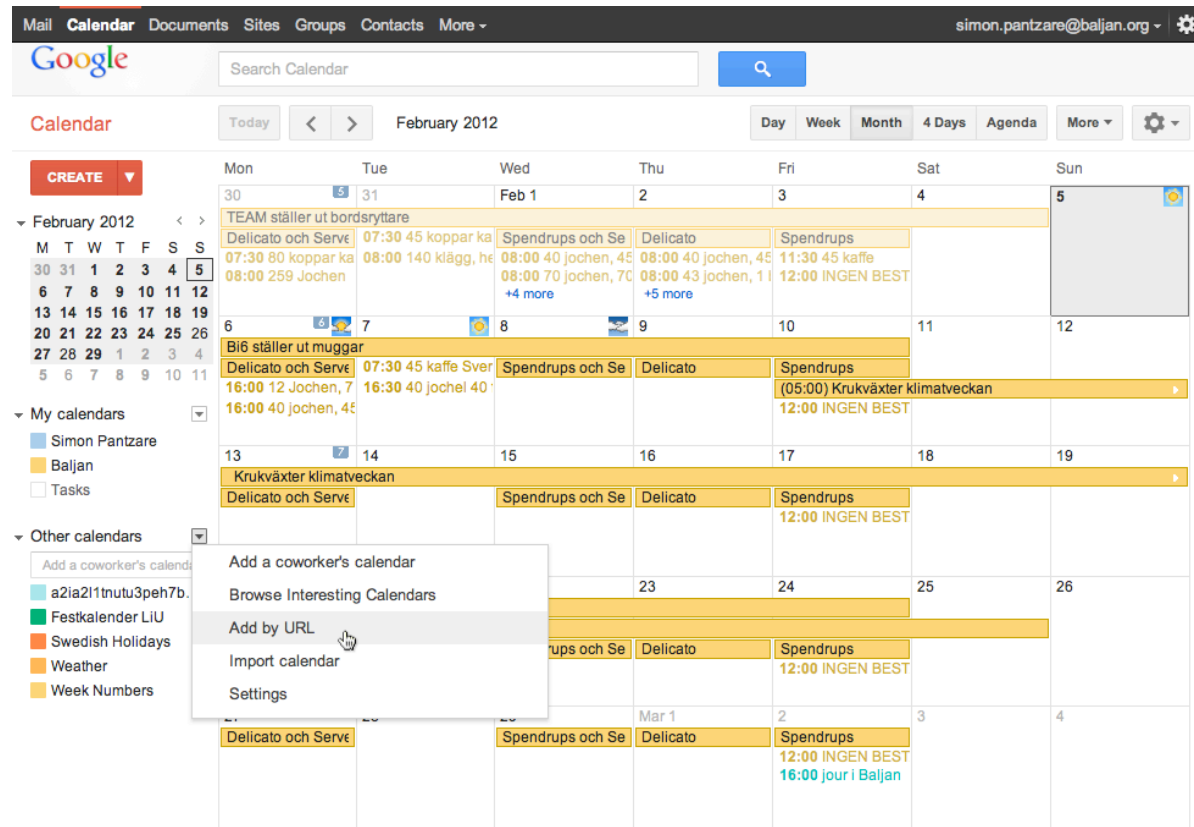 Mail Calendar Documents Sites Groups Contacts More simon.pantzare@baljan.org
Google
Search Calendar
Calendar Today February 2012 Day Week Month 4 Days Agenda More
CREATE
Mon Tue Wed Thu Fri Sat Sun
30 5 31 Feb 1 2 3 4 5
TEAM ställer ut bordsryttare
Delicato och Serve 07:30 45 koppar ka Spendrups och Se Delicato Spendrups
07:30 80 koppar ka 08:00 140 klägg, he 08:00 40 jochen, 45 08:00 40 jochen, 45 11:30 45 kaffe
08:00 259 Jochen 08:00 70 jochen, 70 08:00 43 jochen, 1 12:00 INGEN BEST
+4 more +5 more
February 2012
M T W T F S S
30 31 1 2 3 4 5
6 7 8 9 10 11 12
13 14 15 16 17 18 19
20 21 22 23 24 25 26
27 28 29 1 2 3 4
5 6 7 8 9 10 11
6 6 7 8 9 10 11 12
Bi6 ställer ut muggar
Delicato och Serve 07:30 45 kaffe Sver Spendrups och Se Delicato Spendrups
16:00 12 Jochen, 7 16:30 40 jochel 40 (05:00) Krukväxter klimatveckan
16:00 40 jochen, 45 12:00 INGEN BEST
My calendars
Simon Pantzare
Baljan
Tasks
13 7 14 15 16 17 18 19
Krukväxter klimatveckan
Delicato och Serve Spendrups och Se Delicato Spendrups
12:00 INGEN BEST
Other calendars
Add a coworker's calenda
a2ia2l1tnutu3peh7b.
Festkalender LiU
Swedish Holidays
Weather
Week Numbers
Add a coworker's calendar
Browse Interesting Calendars
Add by URL
Import calendar
Settings
23 24 25 26
rups och Se Delicato Spendrups
12:00 INGEN BEST
Mar 1 2 3 4
Delicato och Serve Spendrups och Se Delicato Spendrups
12:00 INGEN BEST
16:00 jour i Baljan